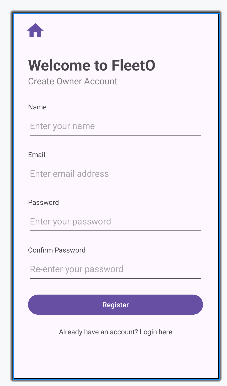 Welcome to FleetO
Create Owner Account
Name
Enter your name
Email
Enter email address
Password
Enter your password
Confirm Password
Re-enter your password
Register
Already have an account? Login here